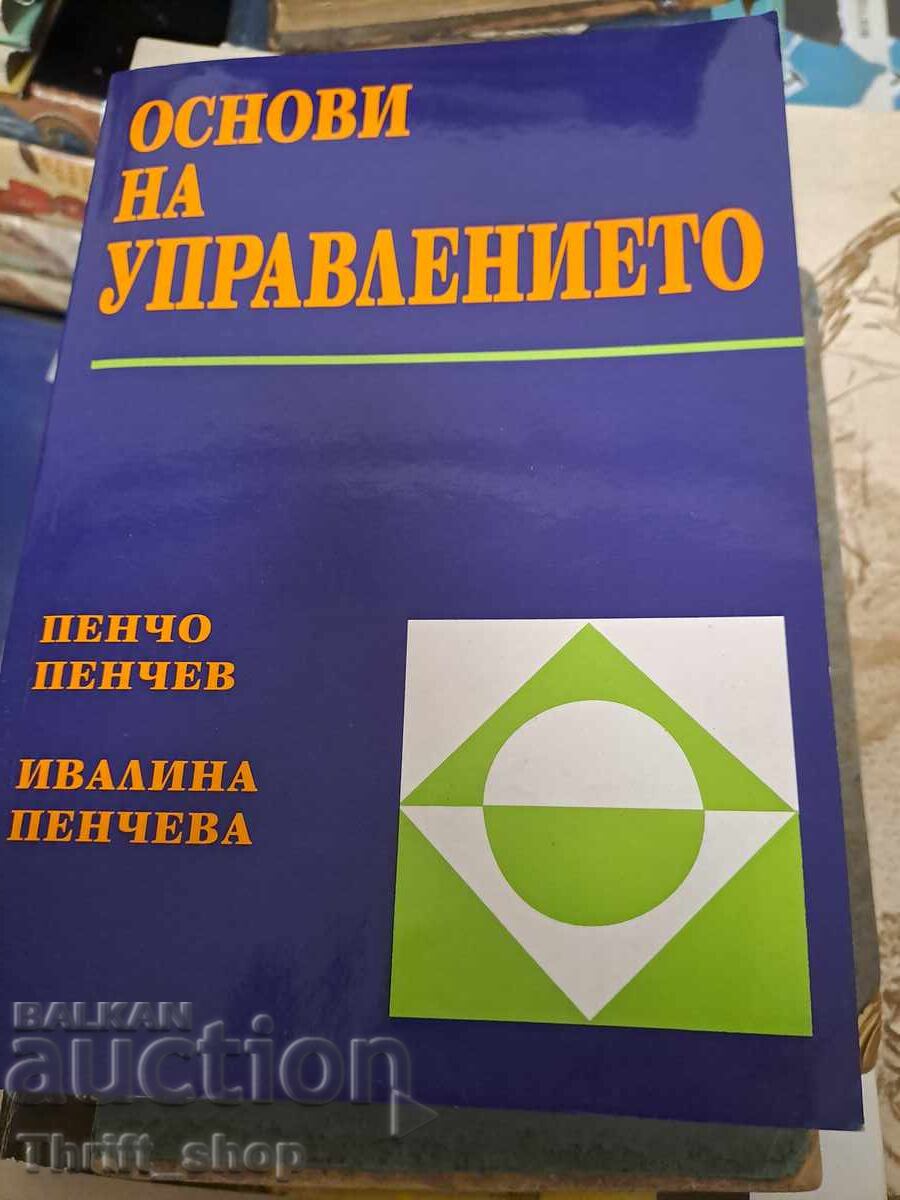 ОСНОВИ
НА
УПРАВЛЕНИЕТО
ПЕНЧО
ПЕНЧЕВ
ИВАЛИНА
ПЕНЧЕВА
BALKAN
auction
Thrift_shop